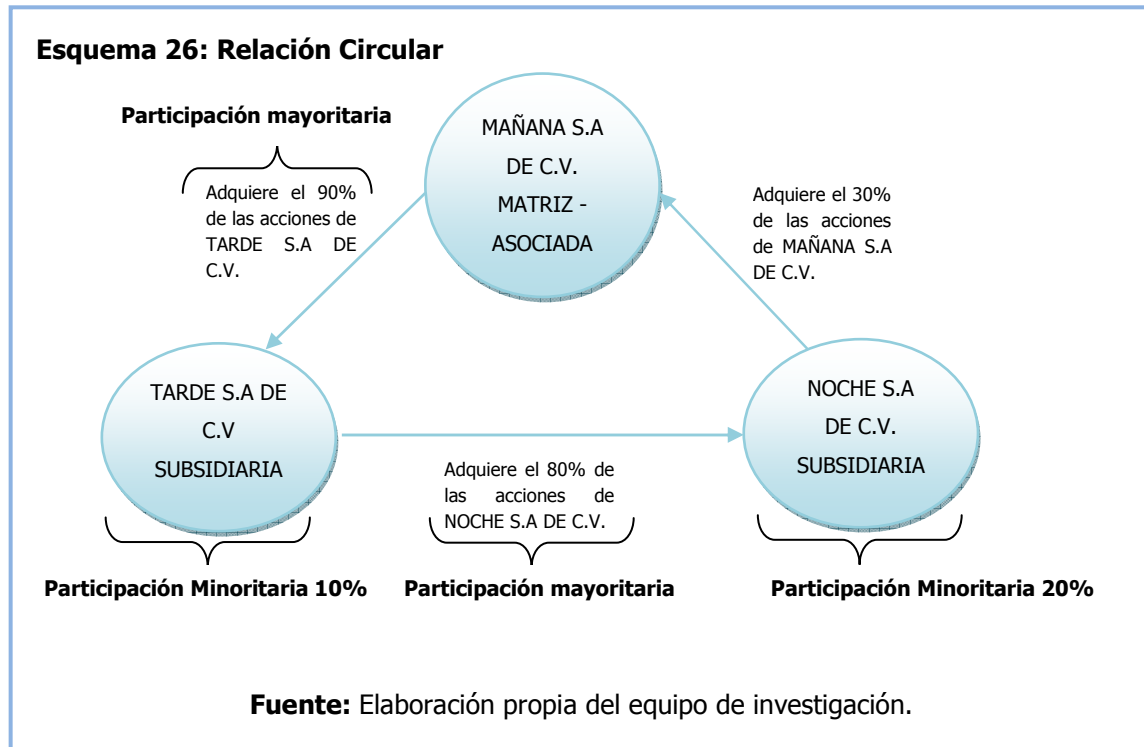 Esquema 26: Relación Circular
Participación mayoritaria
Adquiere el 90%
de las acciones de
TARDE S.A DE
C.V.
MAÑANA S.A
DE C.V.
MATRIZ -
ASOCIADA
Adquiere el 30%
de las acciones
de MAÑANA S.A
DE C.V.
TARDE S.A DE
C.V
SUBSIDIARIA
NOCHE S.A
DE C.V.
SUBSIDIARIA
Adquiere el 80% de
las acciones de
NOCHE S.A DE C.V.
Participación Minoritaria 10%
Participación mayoritaria
Participación Minoritaria 20%
Fuente: Elaboración propia del equipo de investigación.